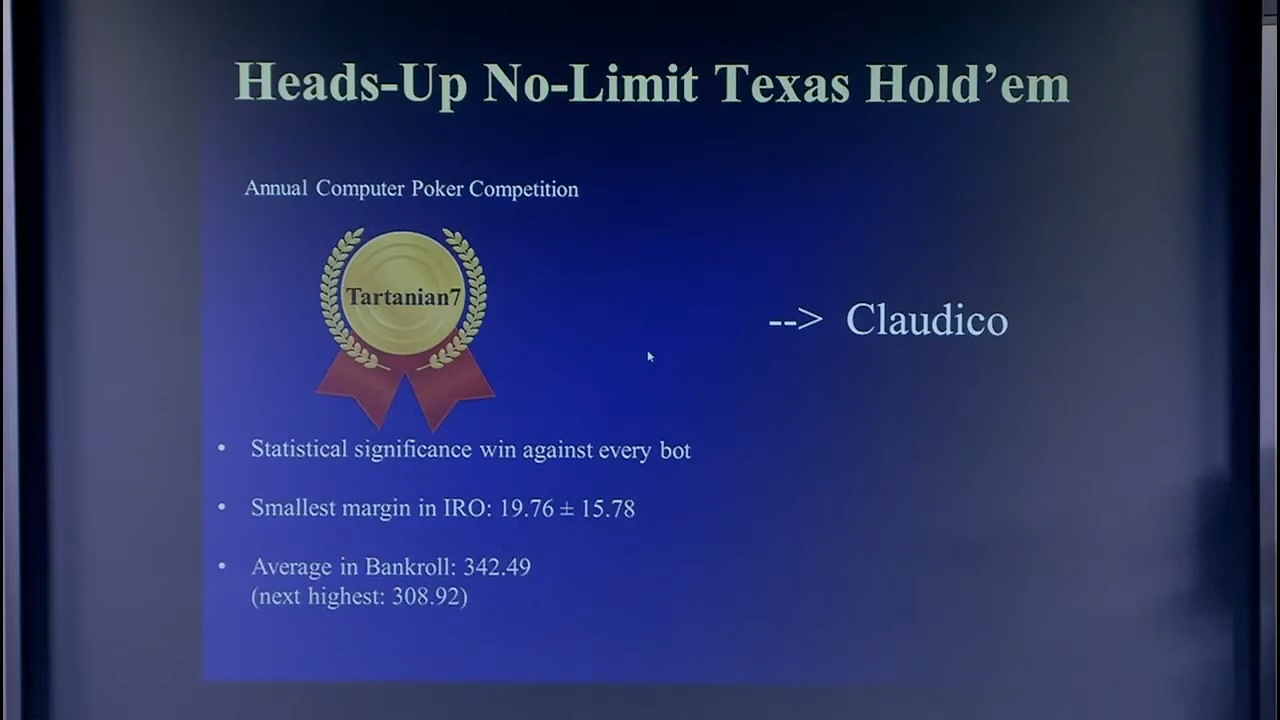 Heads-Up No-Limit Texas Hold’em
Annual Computer Poker Competition
Tartanian7
--> Claudico
• Statistical significance win against every bot
• Smallest margin in IRO: 19.76 ± 15.78
• Average in Bankroll: 342.49
(next highest: 308.92)